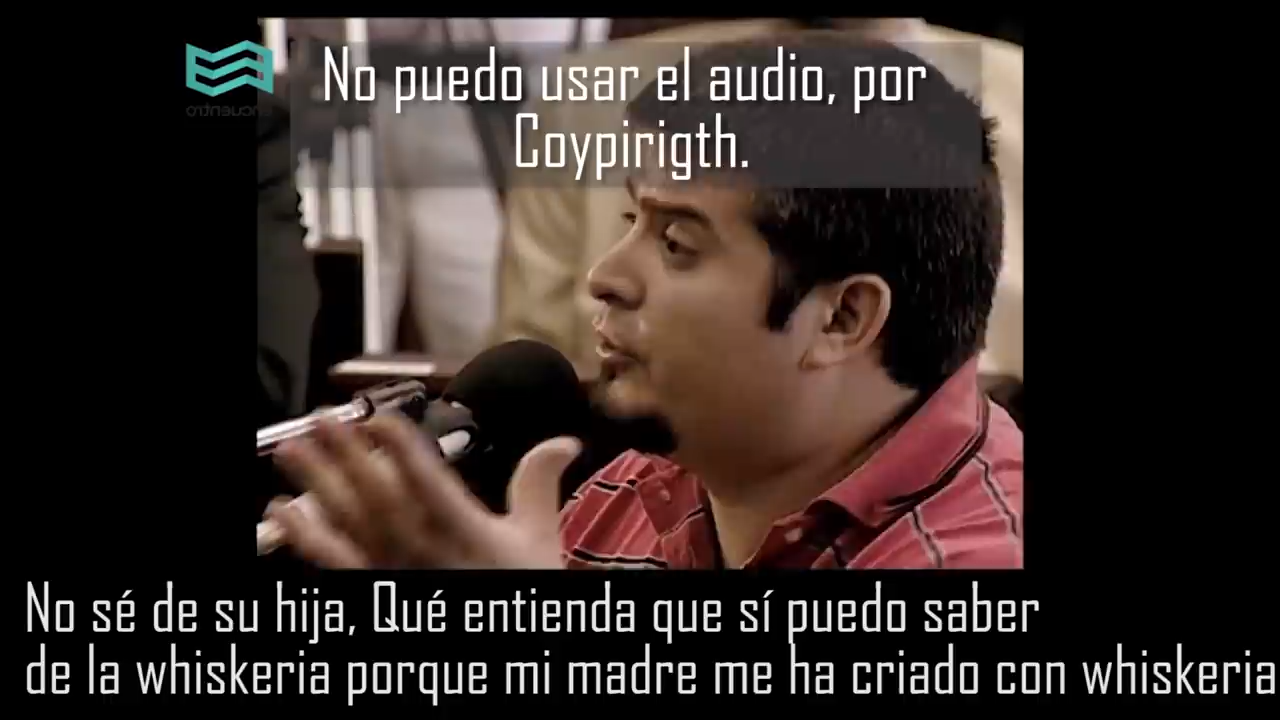 No puedo usar el audio, por
Coypirigth.
encuentro
No sé de su hija, Qué entienda que sí puedo saber
de la whiskeria porque mi madre me ha criado con whiskeria